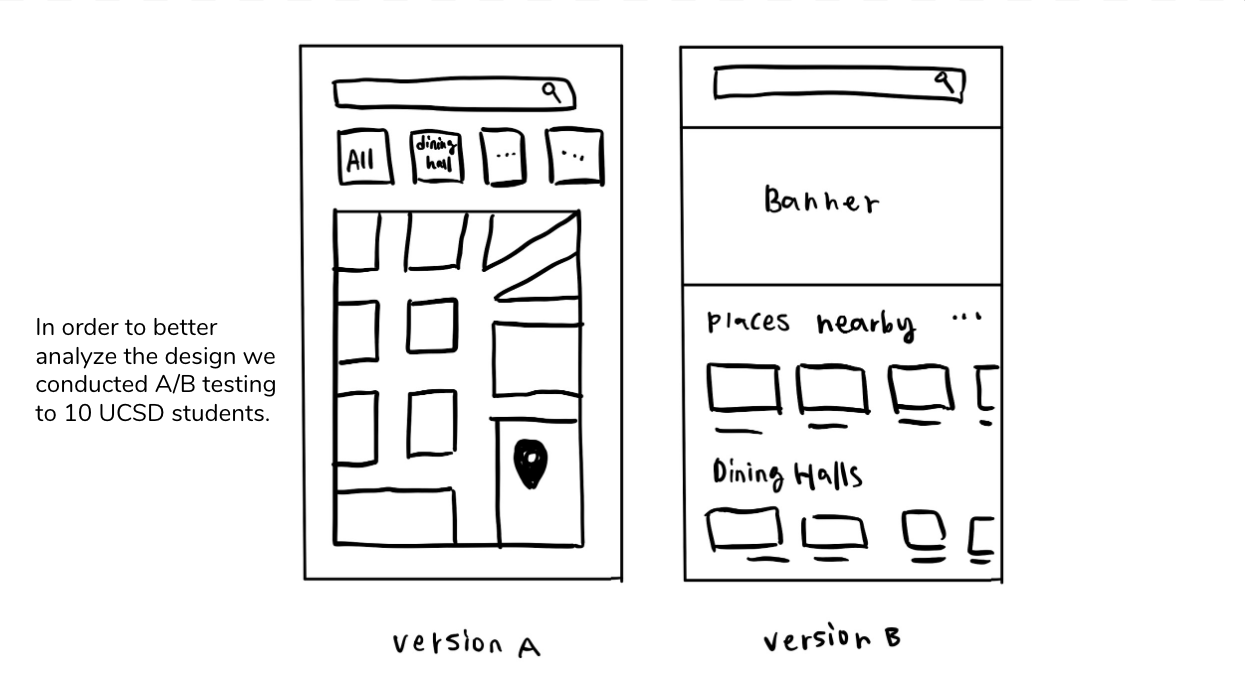 In order to better
analyze the design we
conducted A/B testing
to 10 UCSD students.
All
dining
hall
...
...
version A
Banner
places nearby ...
Dining Halls
version B